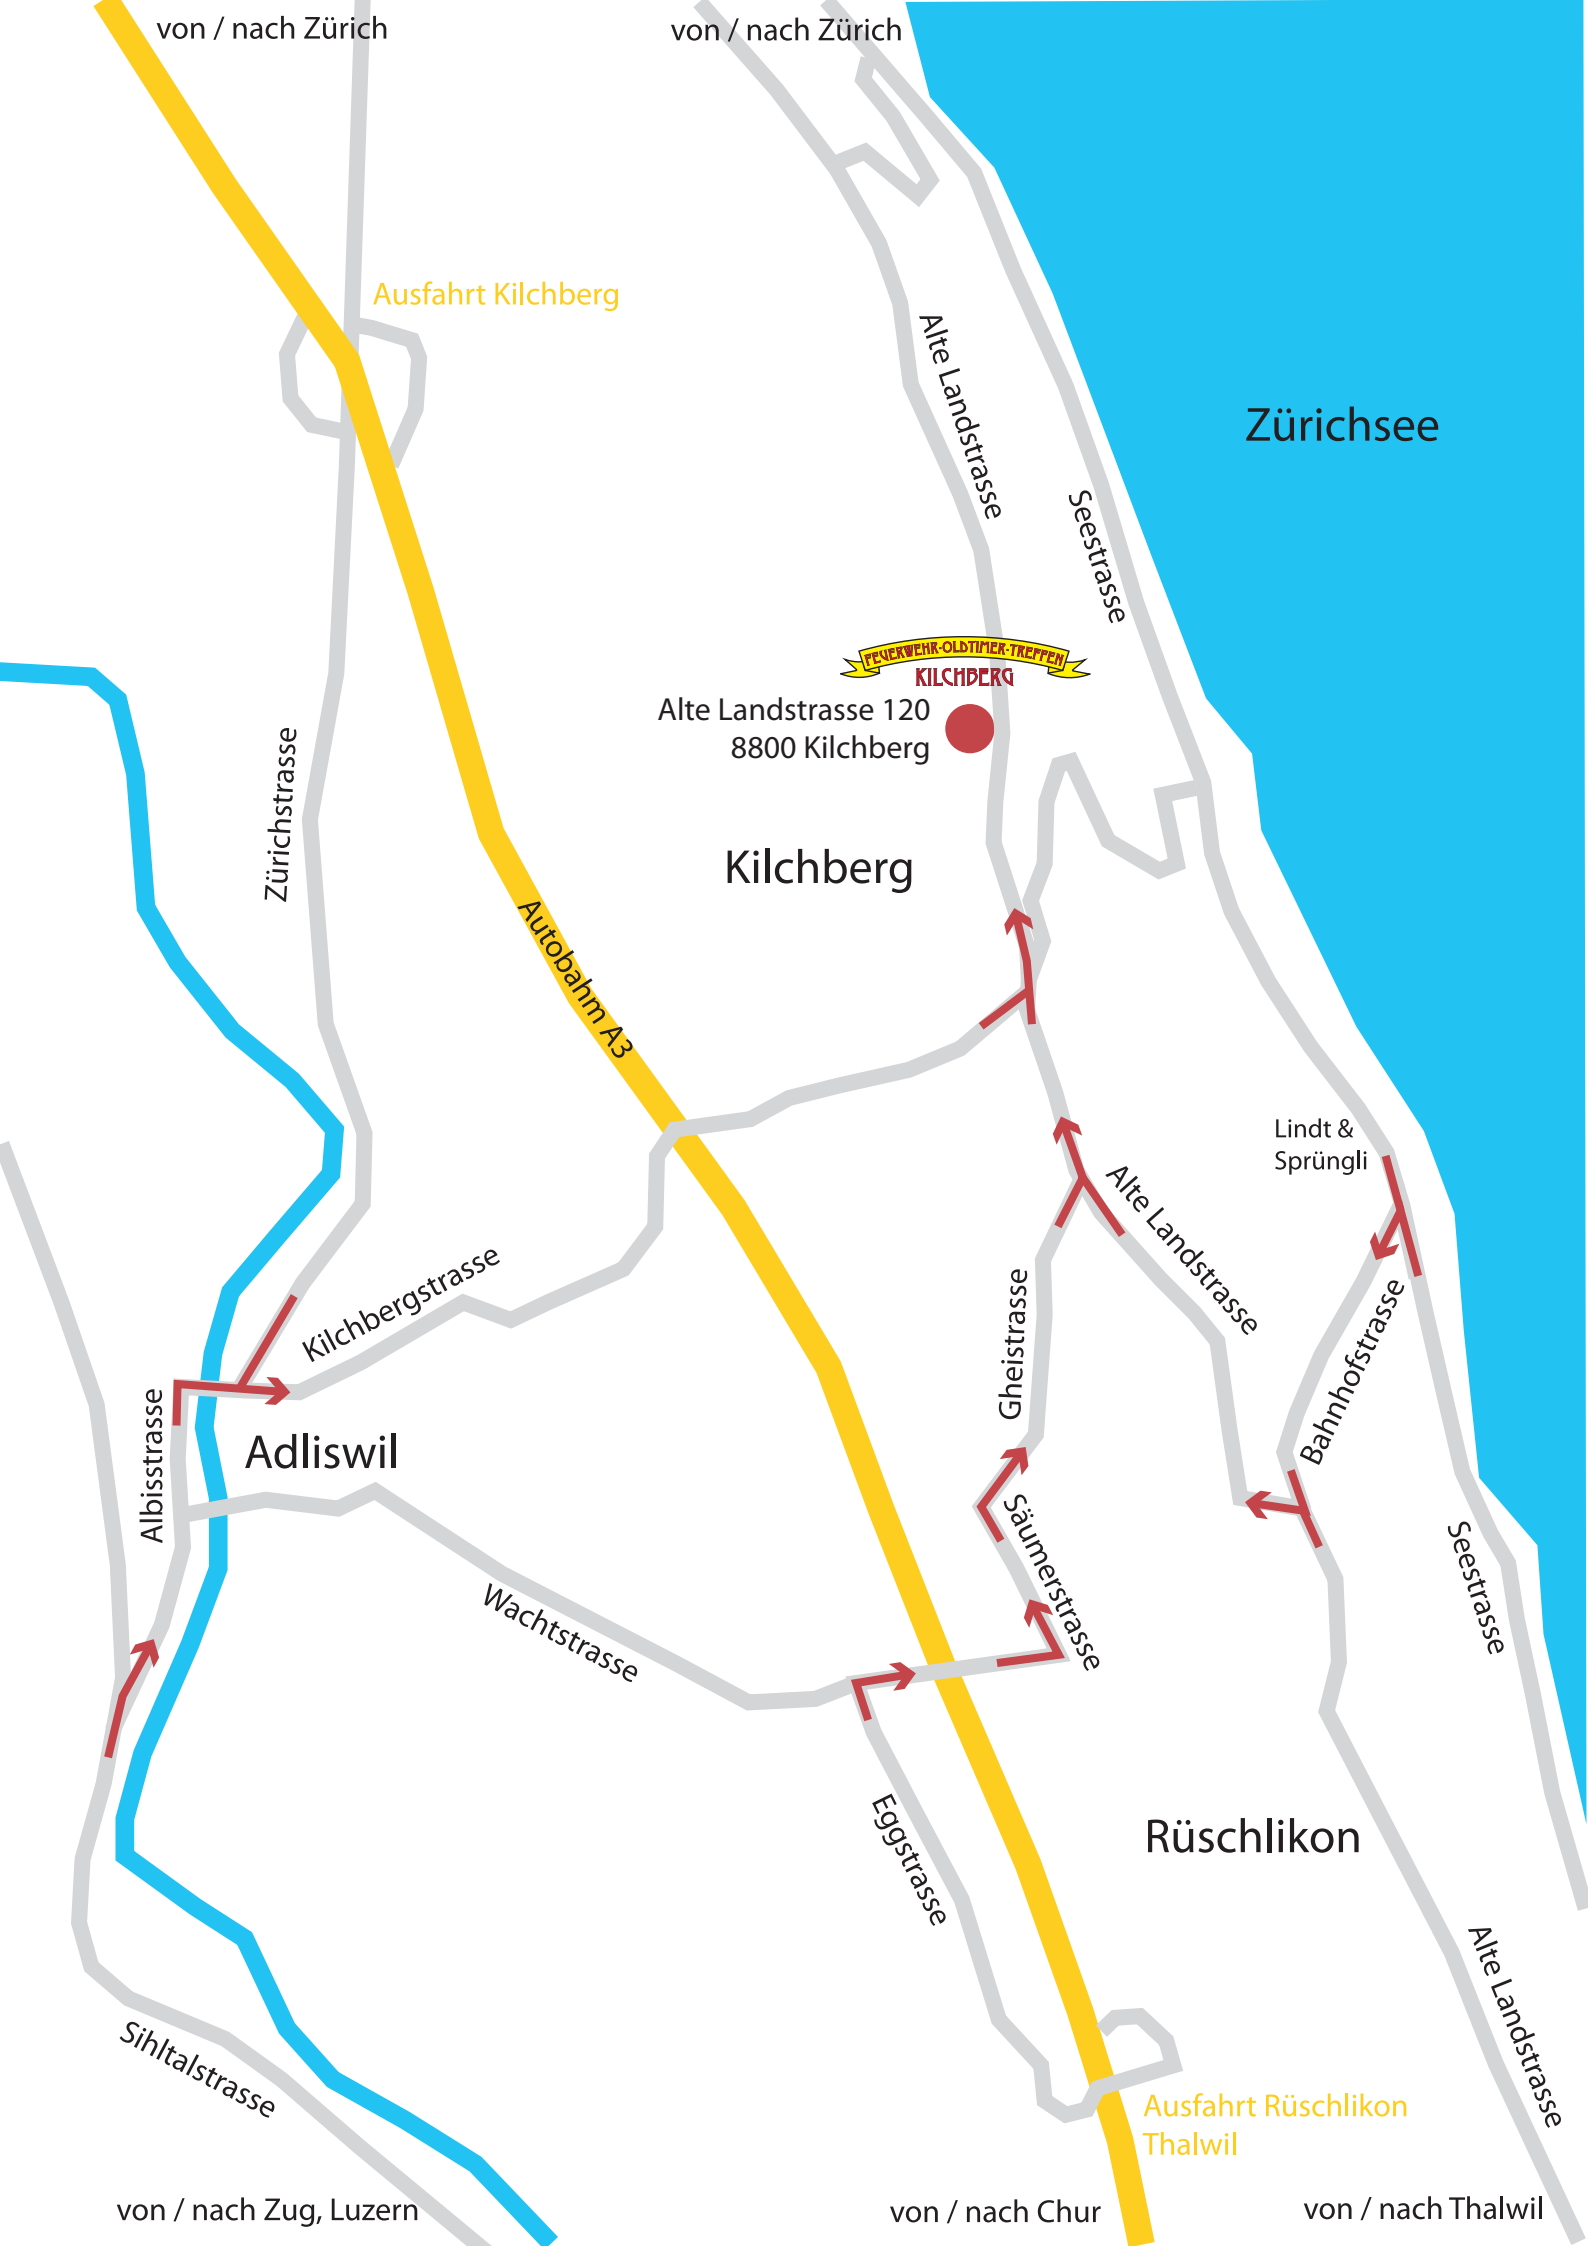 von / nach Zürich
von / nach Zürich
Ausfahrt Kilchberg
Alte Landstrasse
Zürichsee
Seestrasse
FEUERWEHR-OLDTIMER-TREFFEN
KILCHBERG
Alte Landstrasse 120
8800 Kilchberg
Zürichstrasse
Kilchberg
Autobahm A3
Lindt &
Sprüngli
Alte Landstrasse
Kilchbergstrasse
Gheistrasse
Bahnhofstrasse
Albisstrasse
Adliswil
Säumerstrasse
Seestrasse
Wachtstrasse
Eggstrasse
Rüschlikon
Alte Landstrasse
Sihltalstrasse
Ausfahrt Rüschlikon
Thalwil
von / nach Zug, Luzern
von / nach Chur
von / nach Thalwil